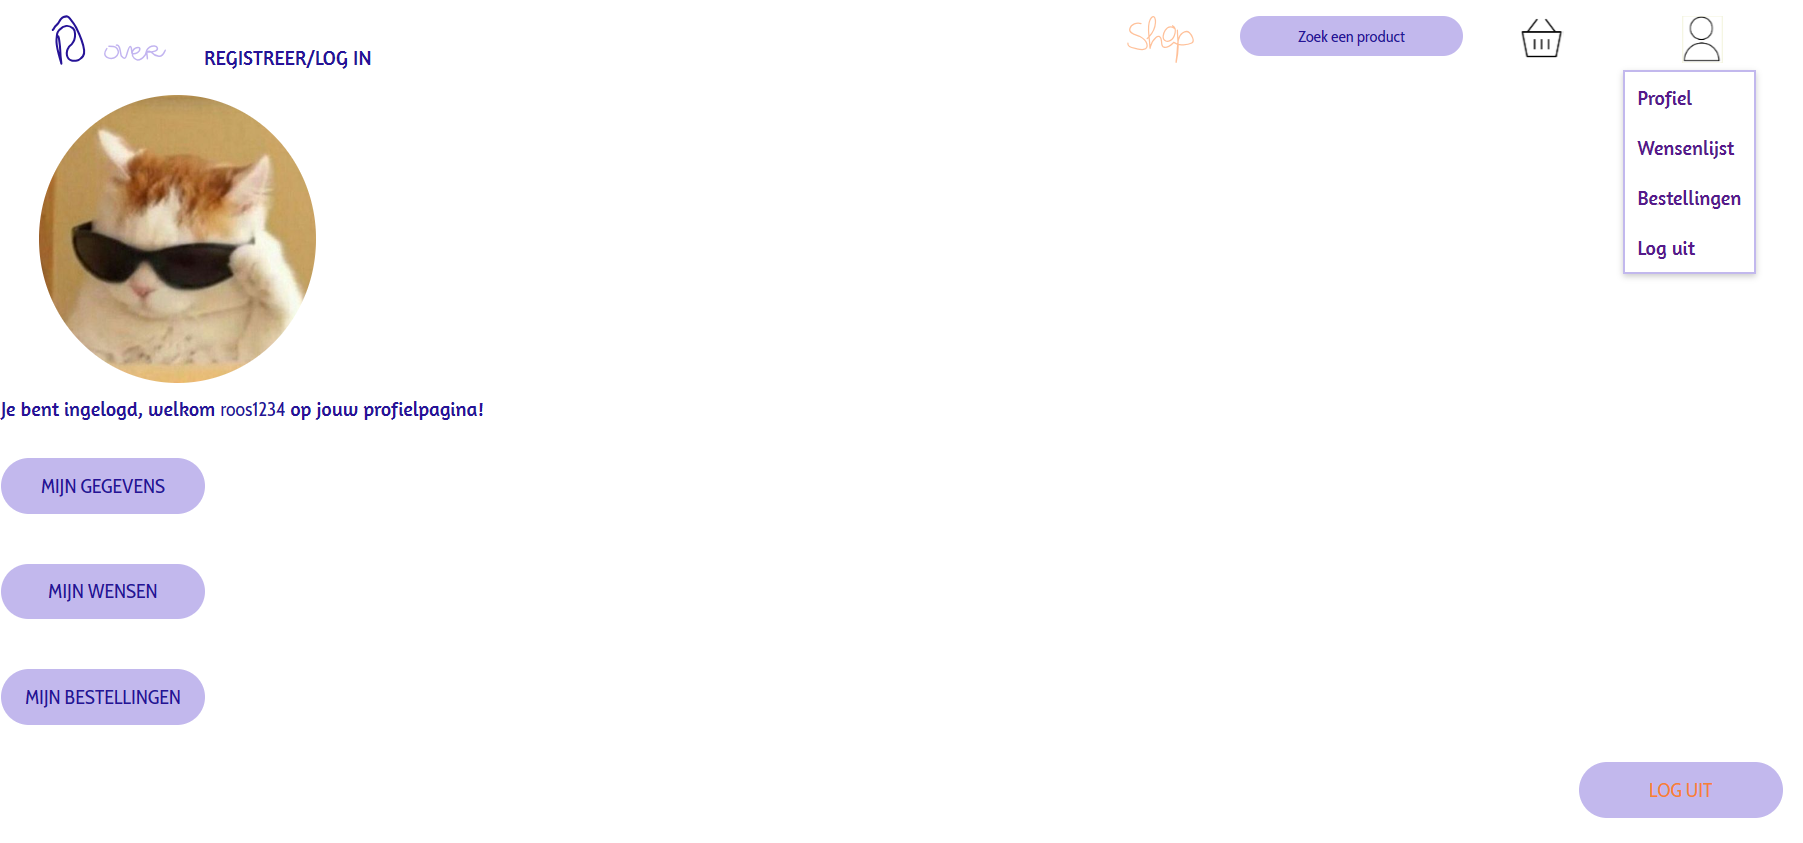 over
REGISTREER/LOG IN
Shop
Zoek een product
Profiel
Wensenlijst
Bestellingen
Log uit
Je bent ingelogd, welkom roos1234 op jouw profielpagina!
MIJN GEGEVENS
MIJN WENSEN
MIJN BESTELLINGEN
LOG UIT